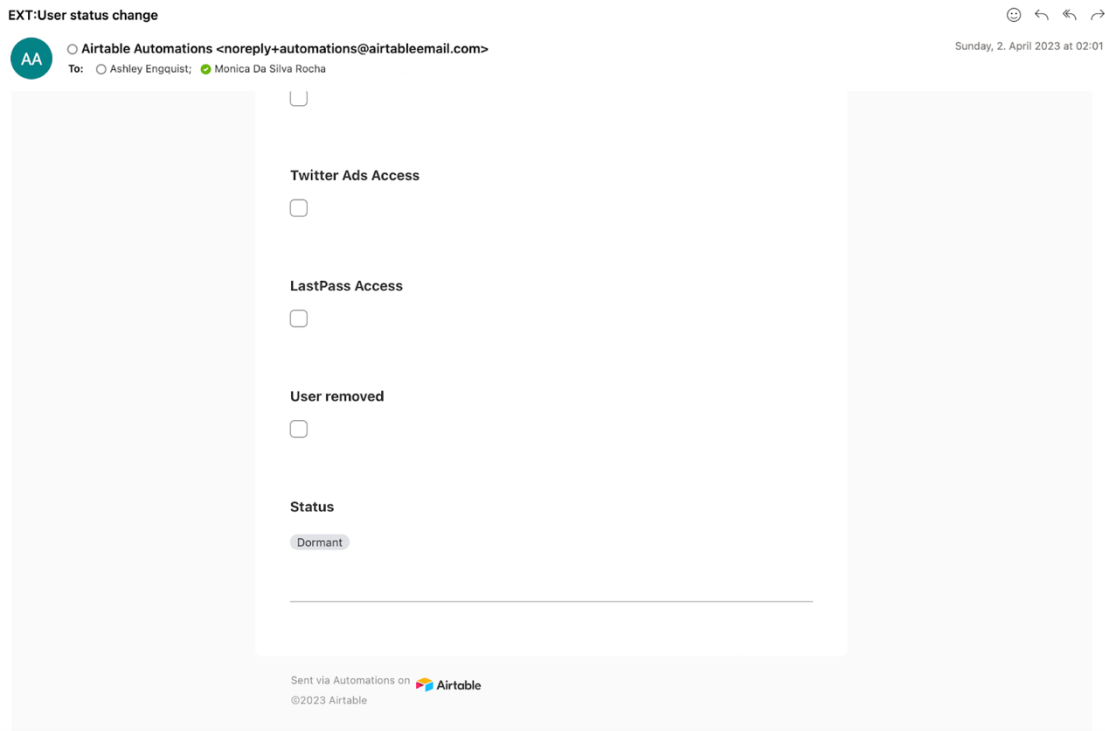 EXT:User status change
AA
Airtable Automations <noreply+automations@airtableemail.com>
Sunday, 2. April 2023 at 02:01
To: Ashley Engquist; Monica Da Silva Rocha
Twitter Ads Access
LastPass Access
User removed
Status
Dormant
Sent via Automations on Airtable
©2023 Airtable